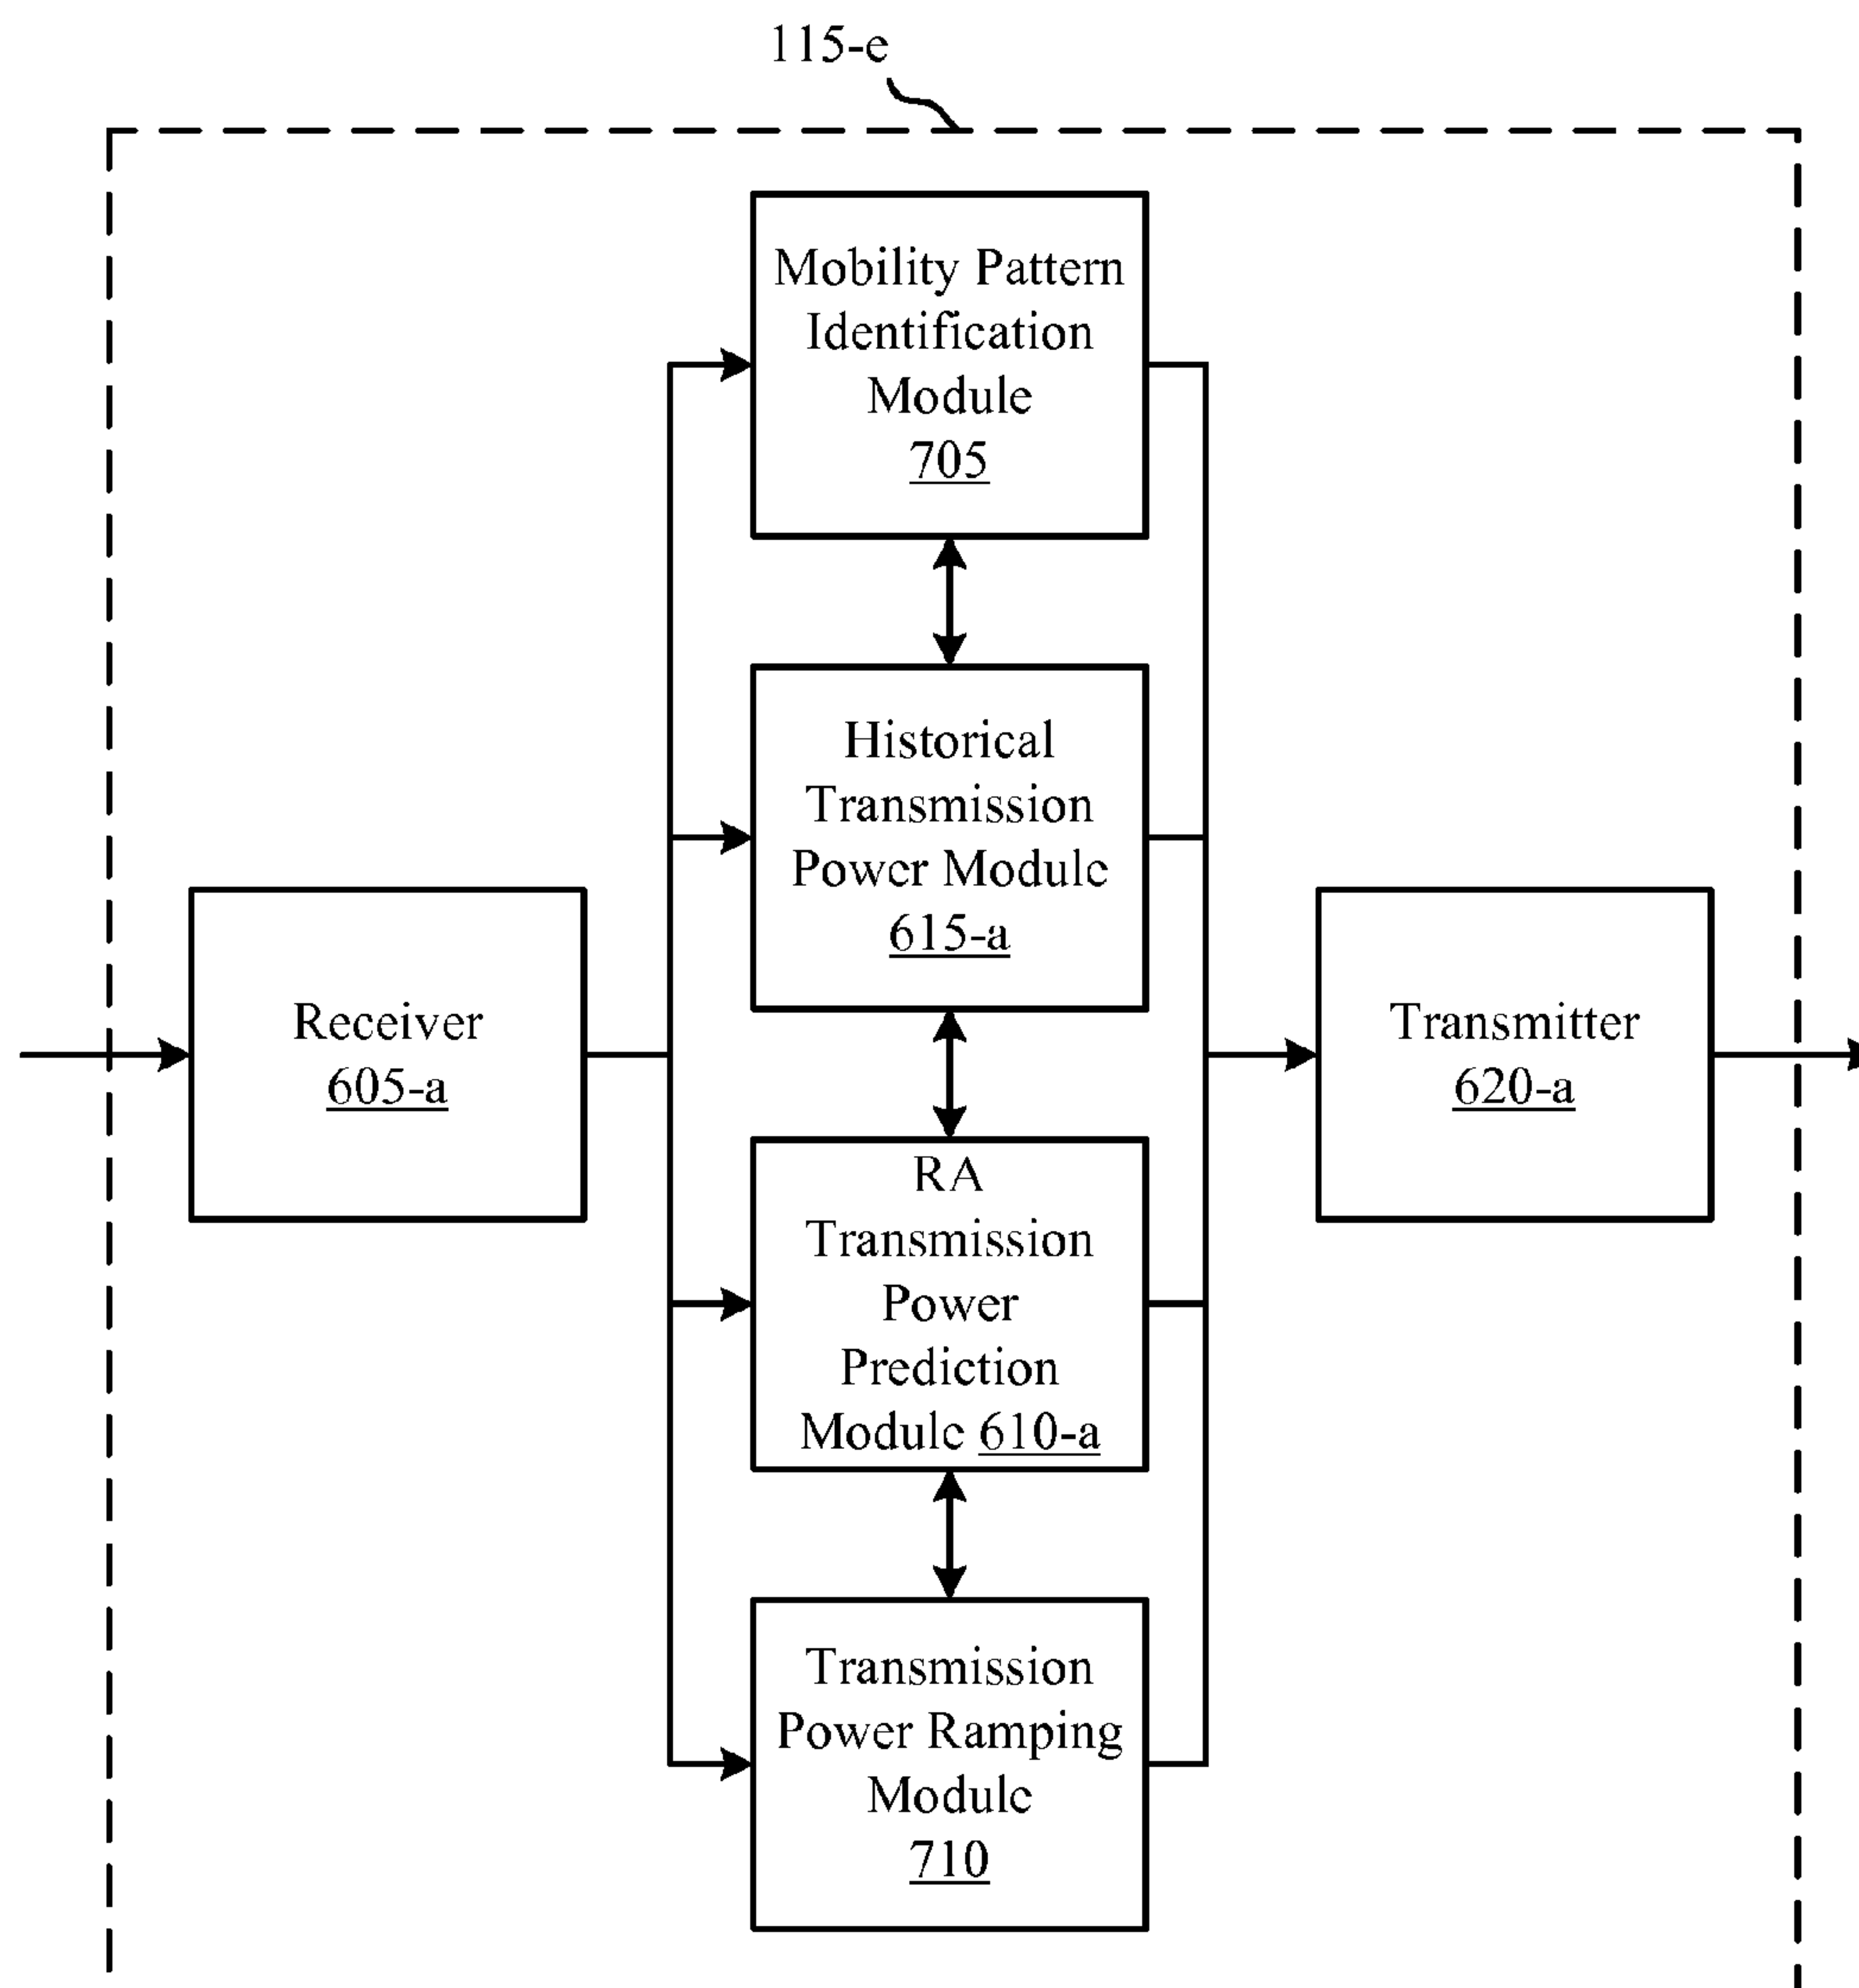 115-e
Mobility Pattern
Identification
Module
705
Historical
Transmission
Power Module
615-a
Receiver
605-a
Transmitter
620-a
RA
Transmission
Power
Prediction
Module 610-a
Transmission
Power Ramping
Module
710